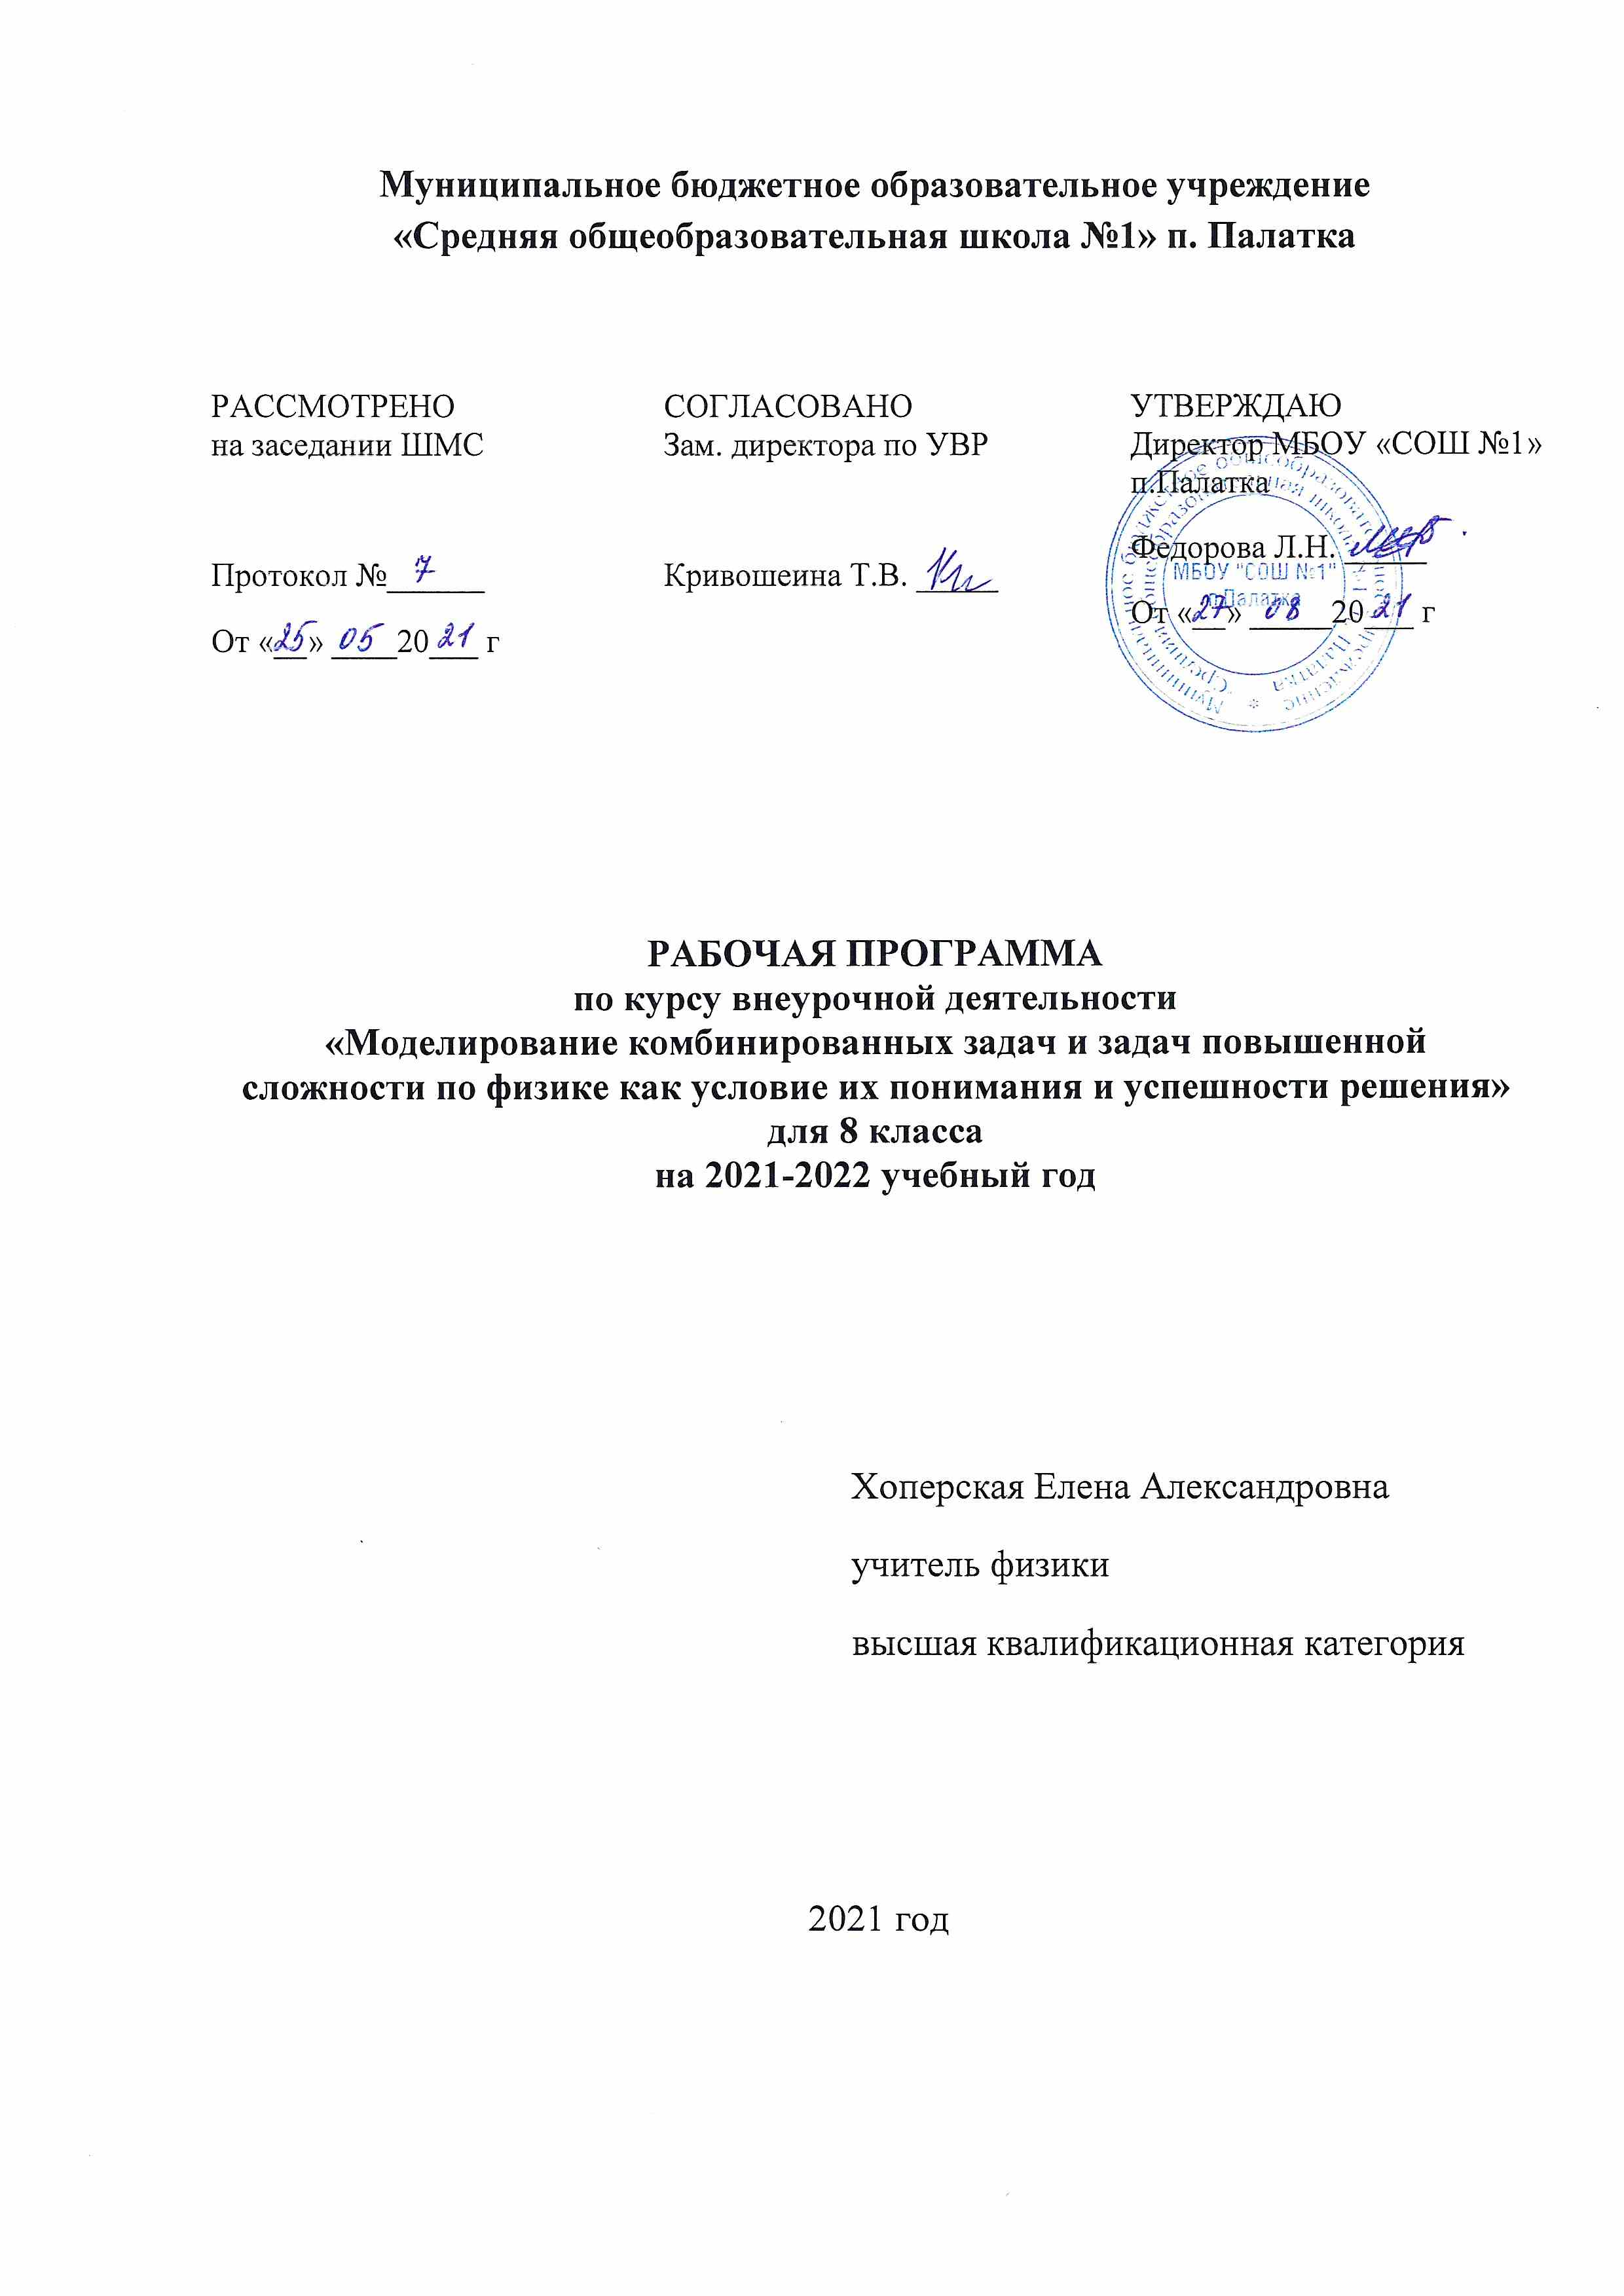 Муниципальное бюджетное образовательное учреждение
«Средняя общеобразовательная школа №1» п. Палатка
РАССМОТРЕНО
на заседании ШМС
Протокол № 7
От «25» 05 2021 г
СОГЛАСОВАНО
Зам. директора по УВР
Кривошеина Т.В.
УТВЕРЖДАЮ
Директор МБОУ «СОШ №1»
п.Палатка
Федорова Л.Н.
От «27» 08 2021 г
МБОУ "СОШ №1"
п.Палатка
РАБОЧАЯ ПРОГРАММА
по курсу внеурочной деятельности
«Моделирование комбинированных задач и задач повышенной
сложности по физике как условие их понимания и успешности решения»
для 8 класса
на 2021-2022 учебный год
Хоперская Елена Александровна
учитель физики
высшая квалификационная категория
2021 год